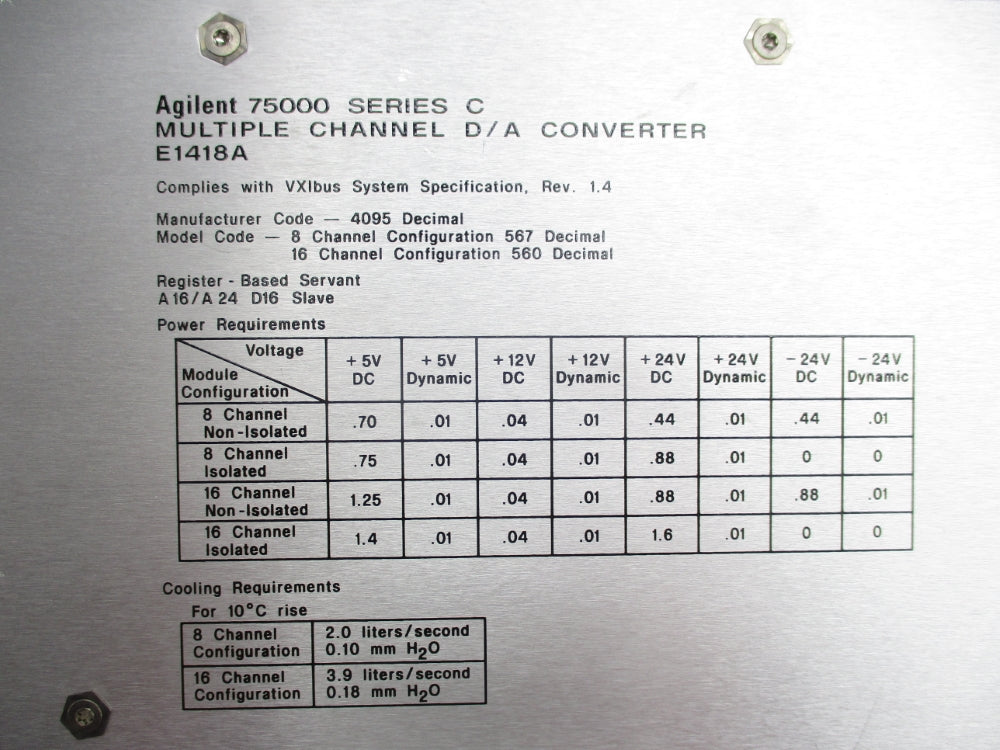 Agilent 75000 SERIES C
MULTIPLE CHANNEL D/A CONVERTER
E1418A
Complies with VXIbus System Specification, Rev. 1.4
Manufacturer Code — 4095 Decimal
Model Code — 8 Channel Configuration 567 Decimal
16 Channel Configuration 560 Decimal
Register - Based Servant
A16/A24 D16 Slave
Power Requirements
Voltage
Module
Configuration
+5V DC +5V Dynamic +12V DC +12V Dynamic +24V DC +24V Dynamic -24V DC -24V Dynamic
8 Channel Non-Isolated .70 .01 .04 .01 .44 .01 .44 .01
8 Channel Isolated .75 .01 .04 .01 .88 .01 0 0
16 Channel Non-Isolated 1.25 .01 .04 .01 .88 .01 .88 .01
16 Channel Isolated 1.4 .01 .04 .01 1.6 .01 0 0
Cooling Requirements
For 10°C rise
8 Channel 2.0 liters/second
Configuration 0.10 mm H2O
16 Channel 3.9 liters/second
Configuration 0.18 mm H2O